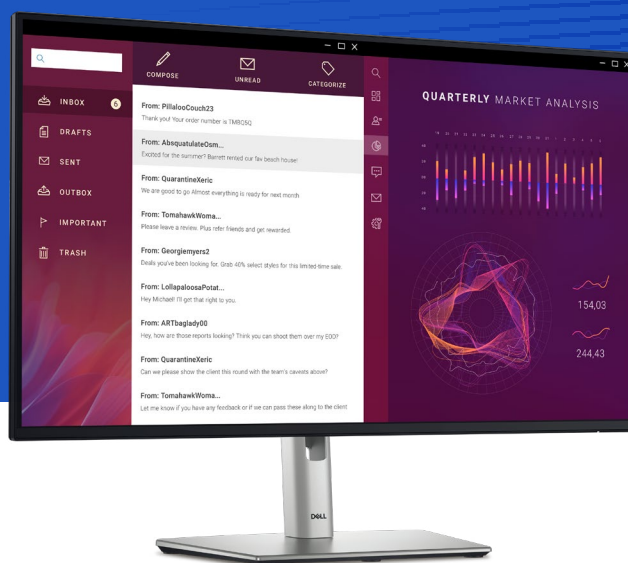 COMPOSE
UNREAD
CATEGORIZE
INBOX 6
DRAFTS
SENT
OUTBOX
IMPORTANT
TRASH
From: PillalooCouch23
Thank you! Your order number is TMBG5Q
From: AbsquatulateOsm...
Excited for the summer? Barrett rented our fav beach house!
From: QuarantineXeric
We are good to go Almost everything is ready for next month
From: TomahawkWoma...
Please leave a review. Plus refer friends and get rewarded.
From: Georgiemyers2
Deals you've been looking for. Grab 40% select styles for this limited-time sale.
From: LollapaloosaPotat...
Hey Michael! I'll get that right to you.
From: ARTbaglady00
Hey, how are those reports looking? Think you can shoot them over my EOD?
From: QuarantineXeric
Can we please show the client this round with the team's caveats above?
From: TomahawkWoma...
Let me know if you have any feedback or if we can pass these along to the client
QUARTERLY MARKET ANALYSIS
154,03
244,43
DELL